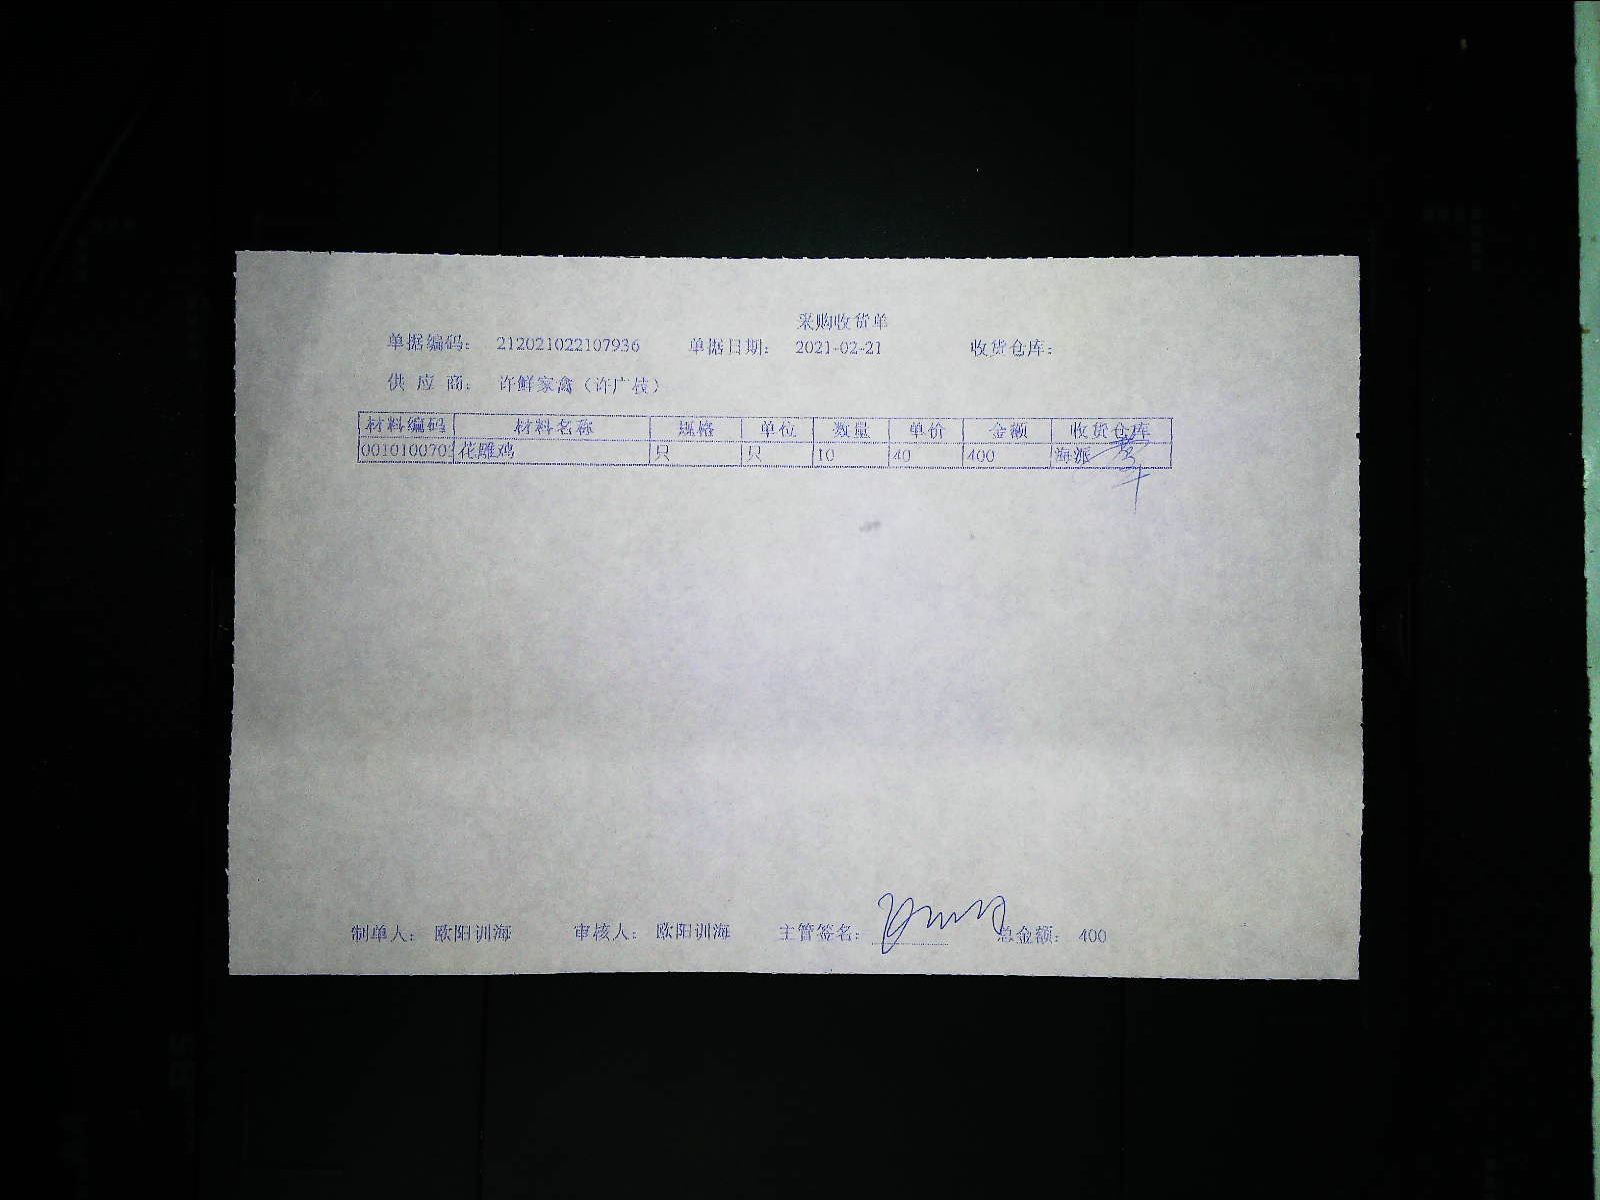 采购收货单
单据编码： 212021022107936 单据日期： 2021-02-21 收货仓库：
供 应 商： 许鲜家禽（许广枝）
材料编码 材料名称 规格 单位 数量 单价 金额 收货仓库
0010100703 花雕鸡 只 只 10 40 400 海派
制单人： 欧阳训海 审核人： 欧阳训海 主管签名： 总金额： 400